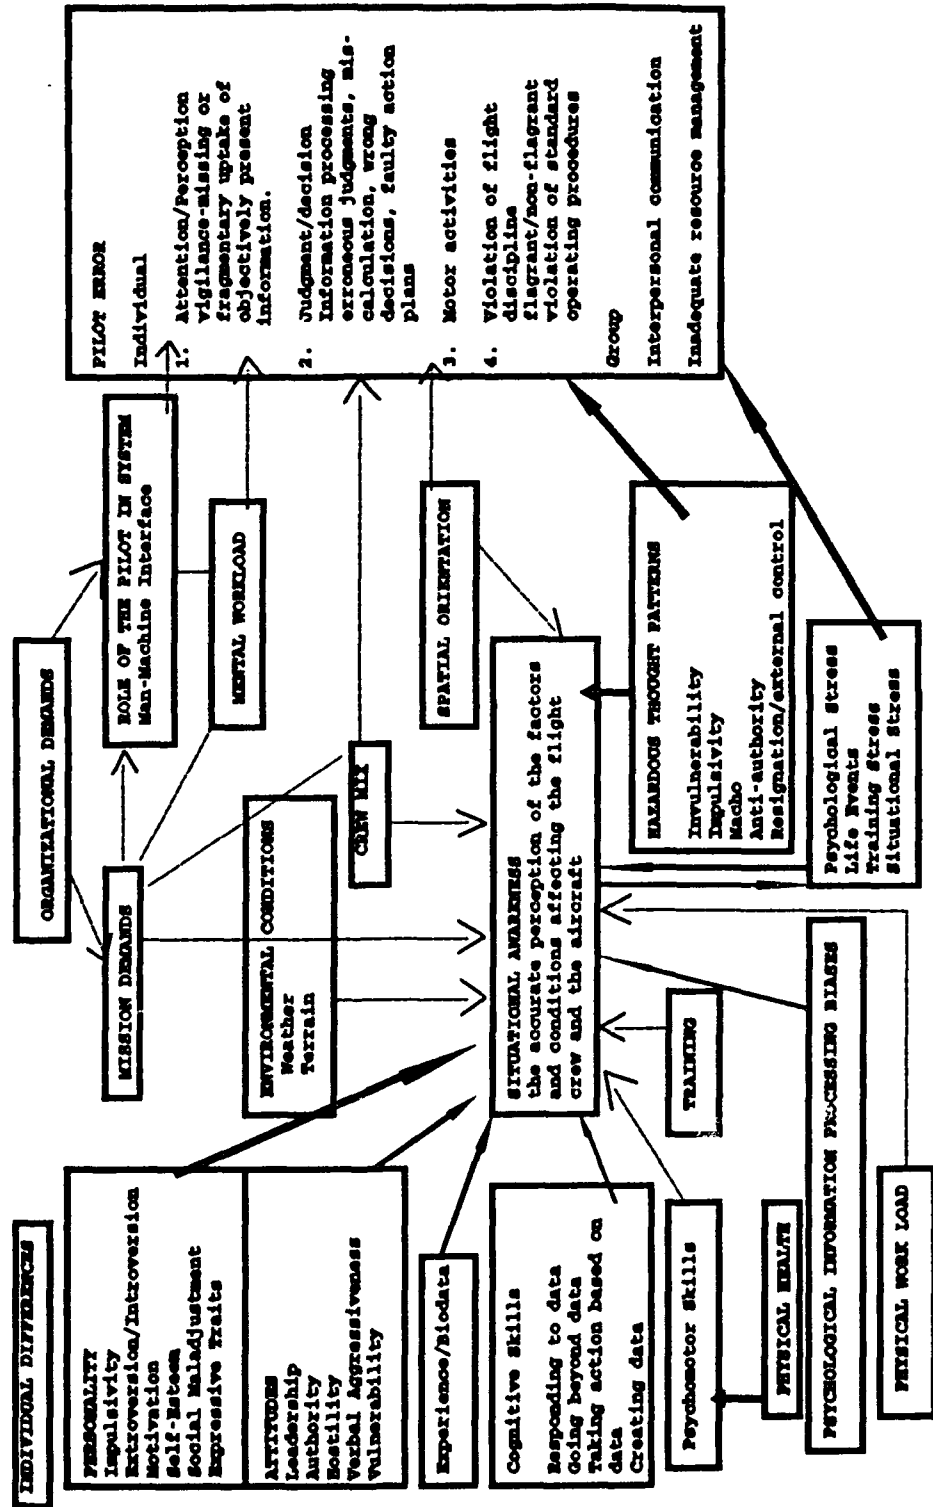 INDIVIDUAL DIFFERENCES
PERSONALITY
Impulsivity
Extroversion/Introversion
Motivation
Self-Esteem
Social Maladjustment
Expressive Traits
ATTITUDES
Leadership
Authority
Hostility
Verbal Aggressiveness
Vulnerability
Experience/Biodata
Cognitive Skills
Responding to data
Going beyond data
Taking action based on
data
Creating data
Psychomotor Skills
PHYSICAL HEALTH
PSYCHOLOGICAL INFORMATION PROCESSING BIASES
PHYSICAL WORK LOAD
ORGANIZATIONAL DEMANDS
MISSION DEMANDS
ENVIRONMENTAL CONDITIONS
Weather
Terrain
CREW MIX
SITUATIONAL AWARENESS
the accurate perception of the factors
and conditions affecting the flight
crew and the aircraft
TRAINING
ROLE OF THE PILOT IN SYSTEM
Man-Machine Interface
MENTAL WORKLOAD
SPATIAL ORIENTATION
HAZARDOUS THOUGHT PATTERNS
Invulnerability
Impulsivity
Macho
Anti-authority
Resignation/external control
Psychological Stress
Life Events
Training Stress
Situational Stress
PILOT ERROR
Individual
1. Attention/Perception
vigilance-missing or
fragmentary uptake of
objectively present
information.
2. Judgment/decision
Information processing
erroneous judgments, mis-
calculation, wrong
decisions, faulty action
plans
3. Motor activities
4. Violation of flight
discipline
flagrant/non-flagrant
violation of standard
operating procedures
Group
Interpersonal communication
Inadequate resource management